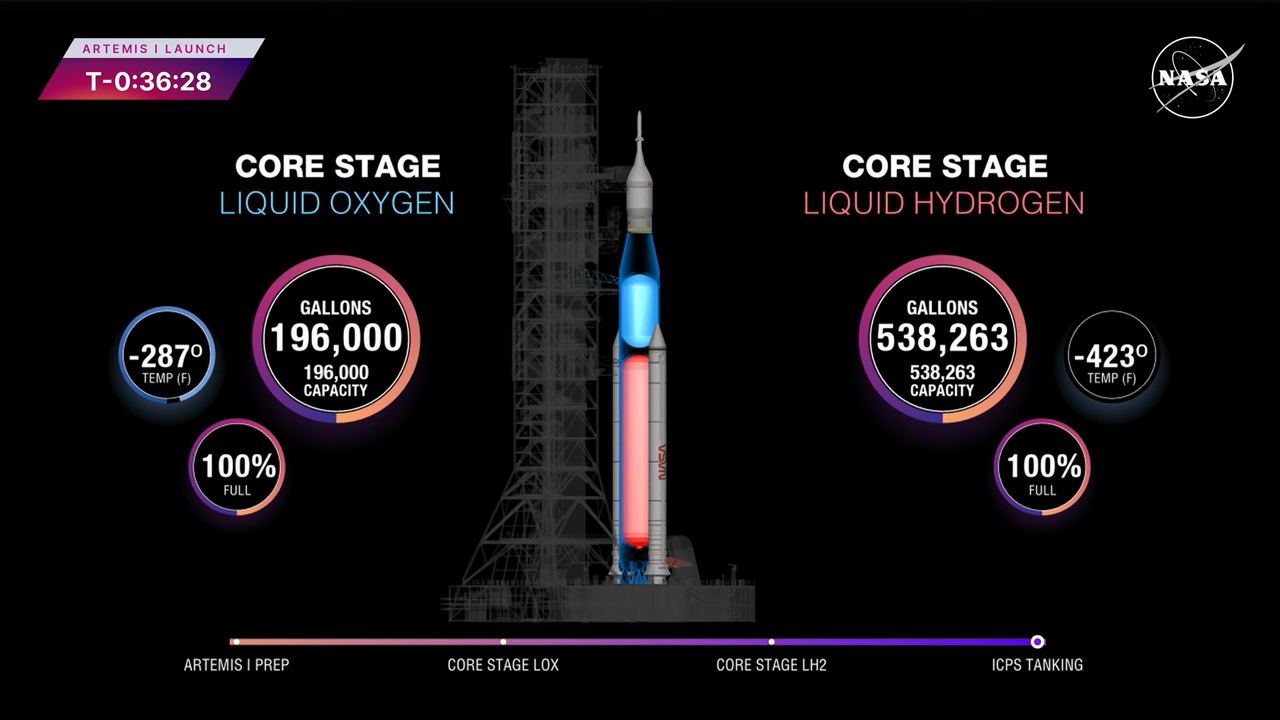 ARTEMIS I LAUNCH
T-0:36:28
NASA
CORE STAGE
LIQUID OXYGEN
GALLONS
196,000
196,000
CAPACITY
-287º
TEMP (F)
100%
FULL
CORE STAGE
LIQUID HYDROGEN
GALLONS
538,263
538,263
CAPACITY
-423º
TEMP (F)
100%
FULL
NASA
ARTEMIS I PREP
CORE STAGE LOX
CORE STAGE LH2
ICPS TANKING